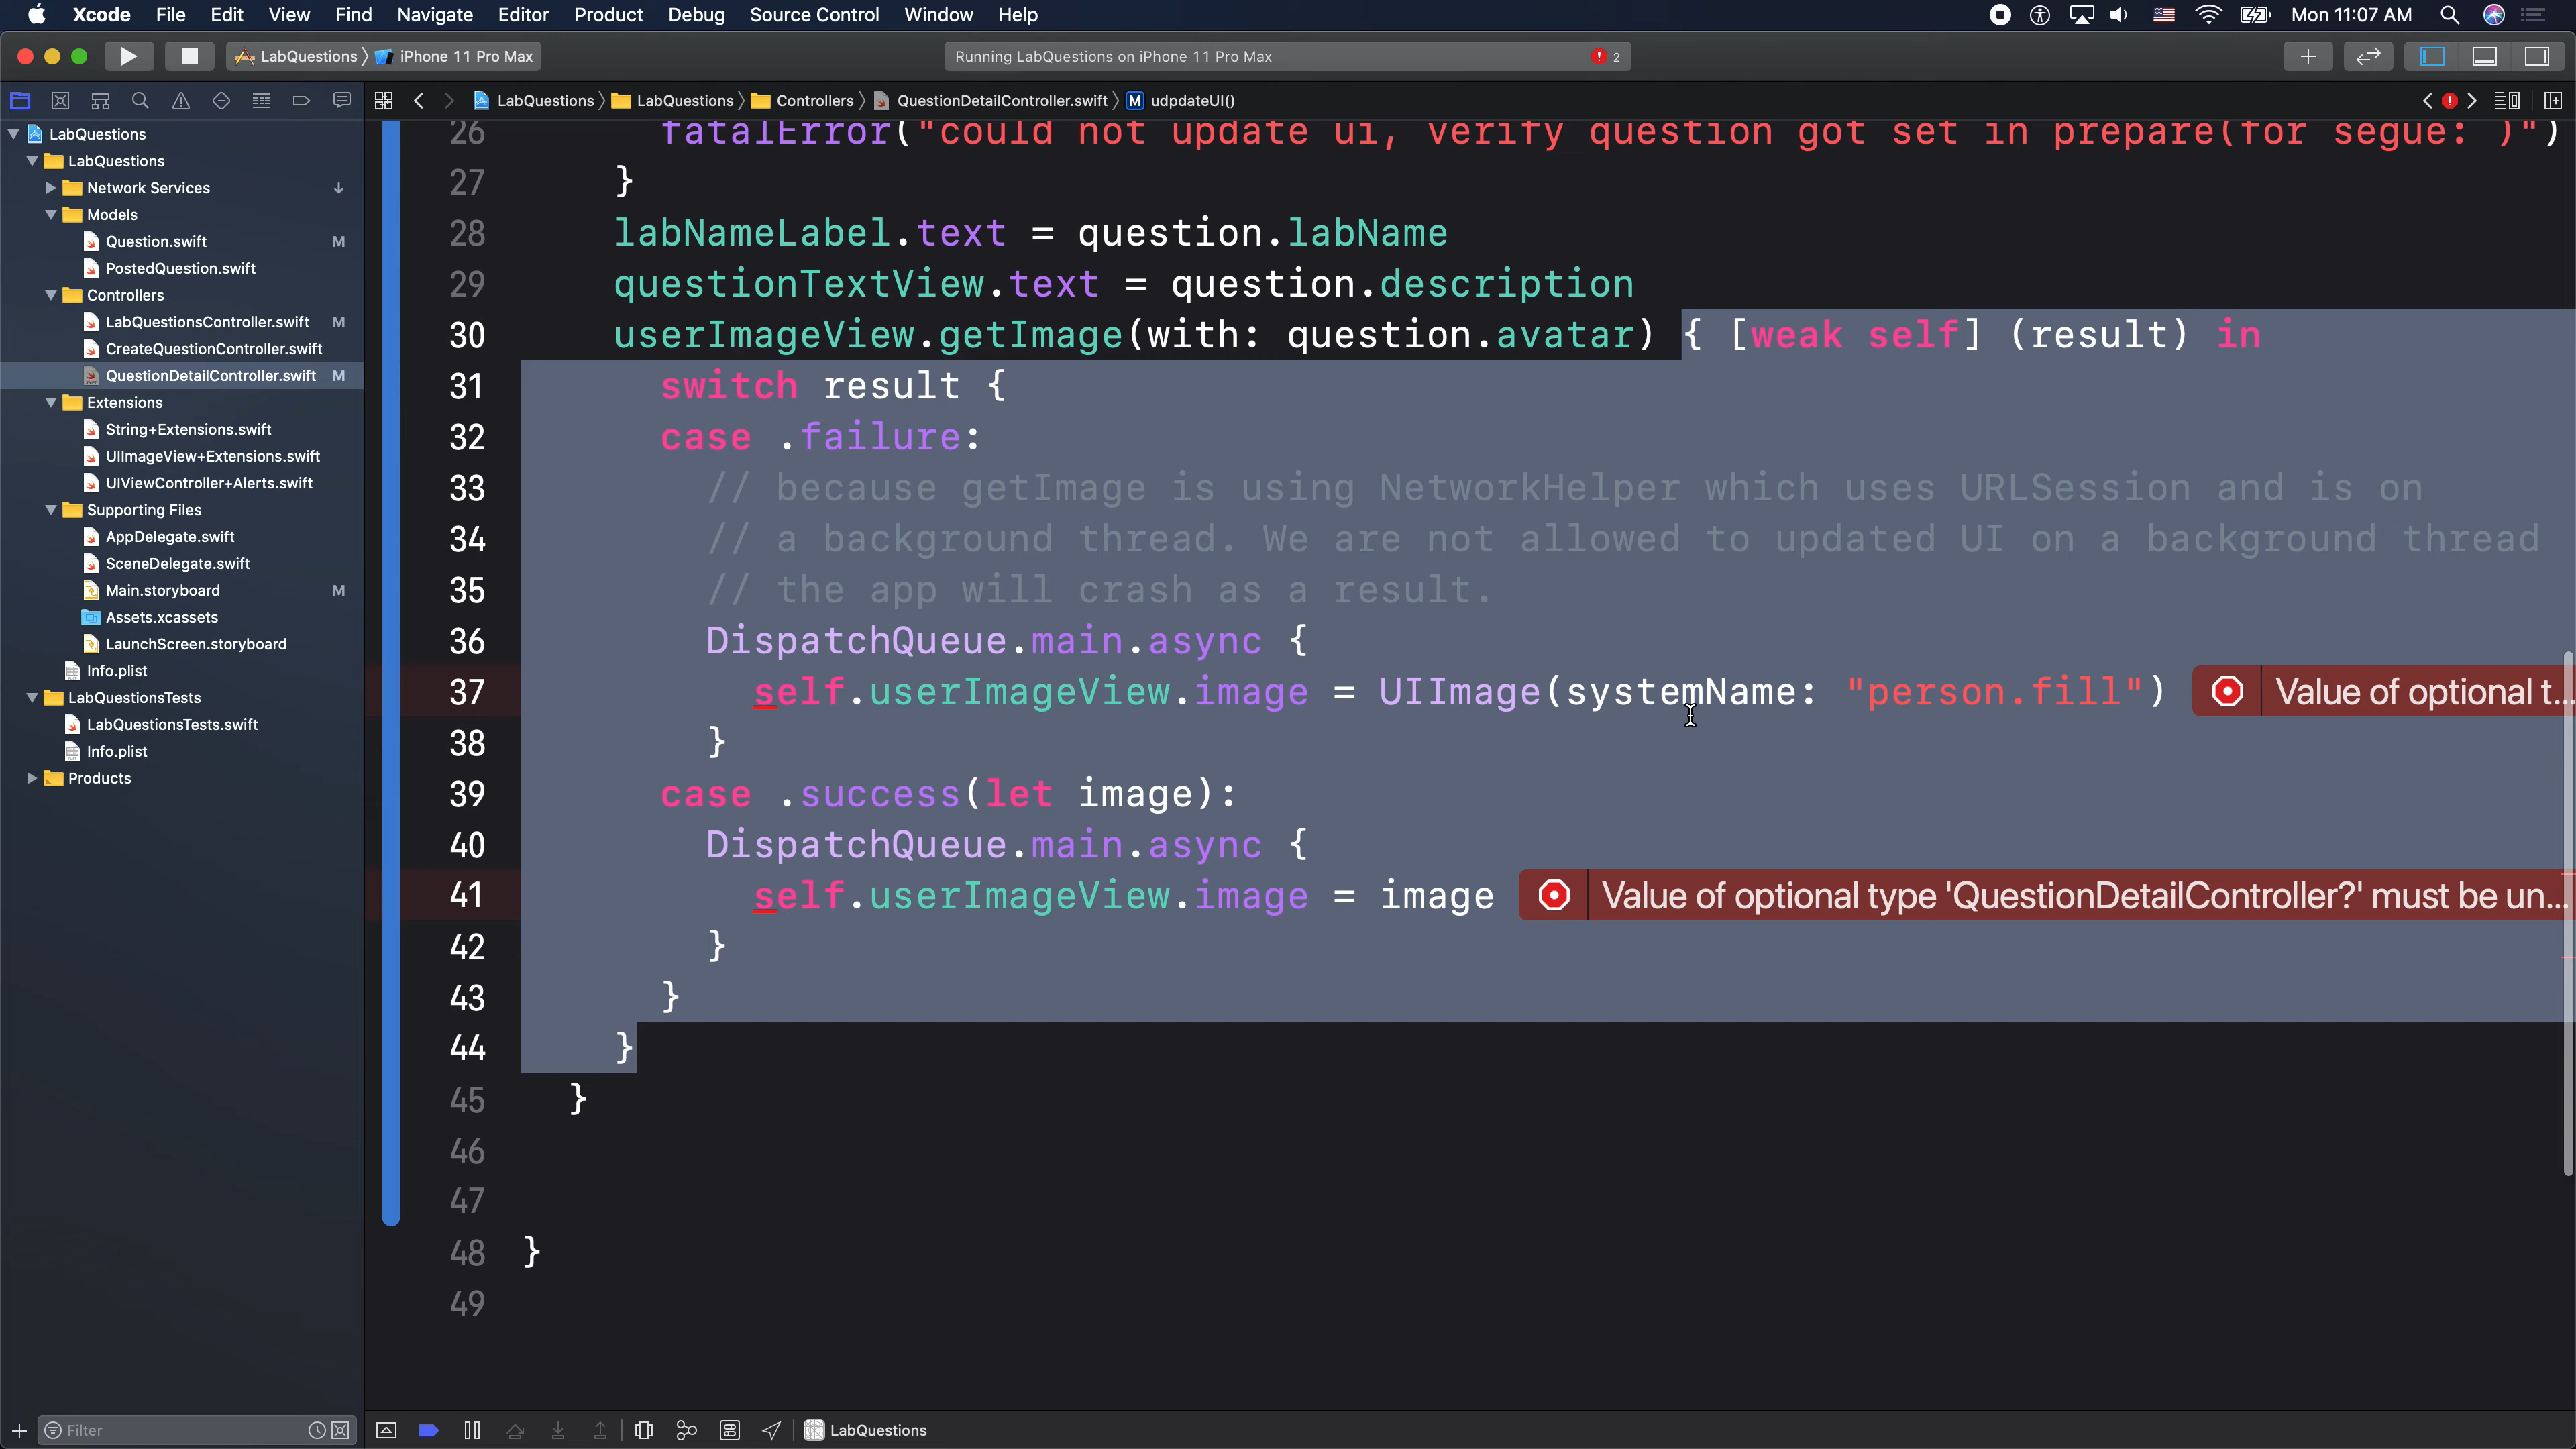 Xcode File Edit View Find Navigate Editor Product Debug Source Control Window Help Mon 11:07 AM
LabQuestions iPhone 11 Pro Max Running LabQuestions on iPhone 11 Pro Max 2
LabQuestions LabQuestions Controllers QuestionDetailController.swift M udpdateUI()
LabQuestions
LabQuestions
Network Services
Models
Question.swift M
PostedQuestion.swift
Controllers
LabQuestionsController.swift M
CreateQuestionController.swift
QuestionDetailController.swift M
Extensions
String+Extensions.swift
UIImageView+Extensions.swift
UIViewController+Alerts.swift
Supporting Files
AppDelegate.swift
SceneDelegate.swift
Main.storyboard M
Assets.xcassets
LaunchScreen.storyboard
Info.plist
LabQuestionsTests
LabQuestionsTests.swift
Info.plist
Products
Filter
26 fatalError("could not update ui, verify question got set in prepare(for segue: )")
27 }
28 labNameLabel.text = question.labName
29 questionTextView.text = question.description
30 userImageView.getImage(with: question.avatar) { [weak self] (result) in
31 switch result {
32 case .failure:
33 // because getImage is using NetworkHelper which uses URLSession and is on
34 // a background thread. We are not allowed to updated UI on a background thread
35 // the app will crash as a result.
36 DispatchQueue.main.async {
37 self.userImageView.image = UIImage(systemName: "person.fill") Value of optional t...
38 }
39 case .success(let image):
40 DispatchQueue.main.async {
41 self.userImageView.image = image Value of optional type 'QuestionDetailController?' must be un...
42 }
43 }
44 }
45 }
46
47
48 }
49
LabQuestions